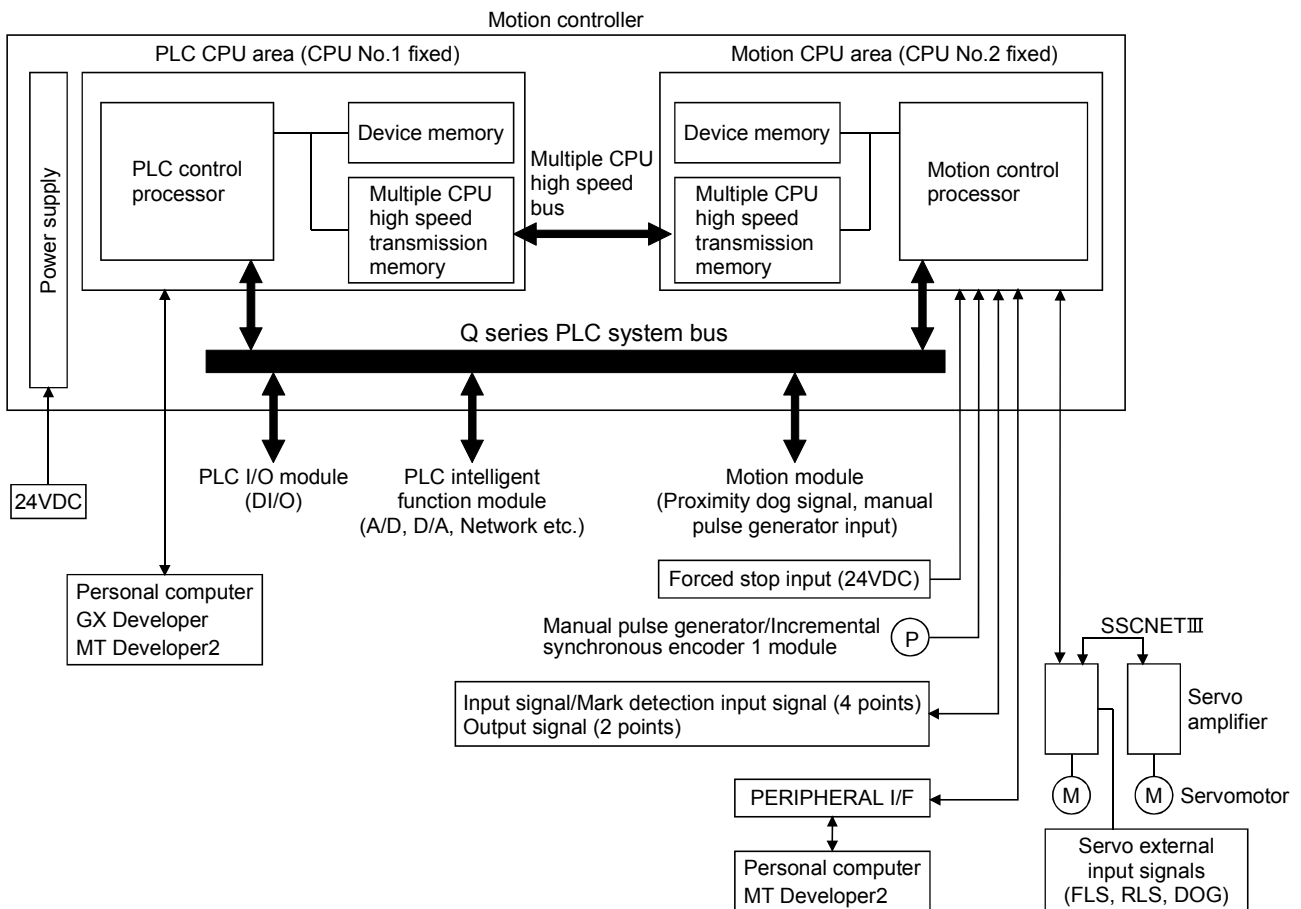 Motion controller
PLC CPU area (CPU No.1 fixed)
Motion CPU area (CPU No.2 fixed)
Power supply
PLC control
processor
Device memory
Multiple CPU
high speed
transmission
memory
Multiple CPU
high speed
bus
Device memory
Multiple CPU
high speed
transmission
memory
Motion control
processor
Q series PLC system bus
24VDC
PLC I/O module
(DI/O)
PLC intelligent
function module
(A/D, D/A, Network etc.)
Motion module
(Proximity dog signal, manual
pulse generator input)
Personal computer
GX Developer
MT Developer2
Forced stop input (24VDC)
Manual pulse generator/Incremental
synchronous encoder 1 module
P
Input signal/Mark detection input signal (4 points)
Output signal (2 points)
SSCNETⅢ
Servo
amplifier
M
M
Servomotor
PERIPHERAL I/F
Personal computer
MT Developer2
Servo external
input signals
(FLS, RLS, DOG)